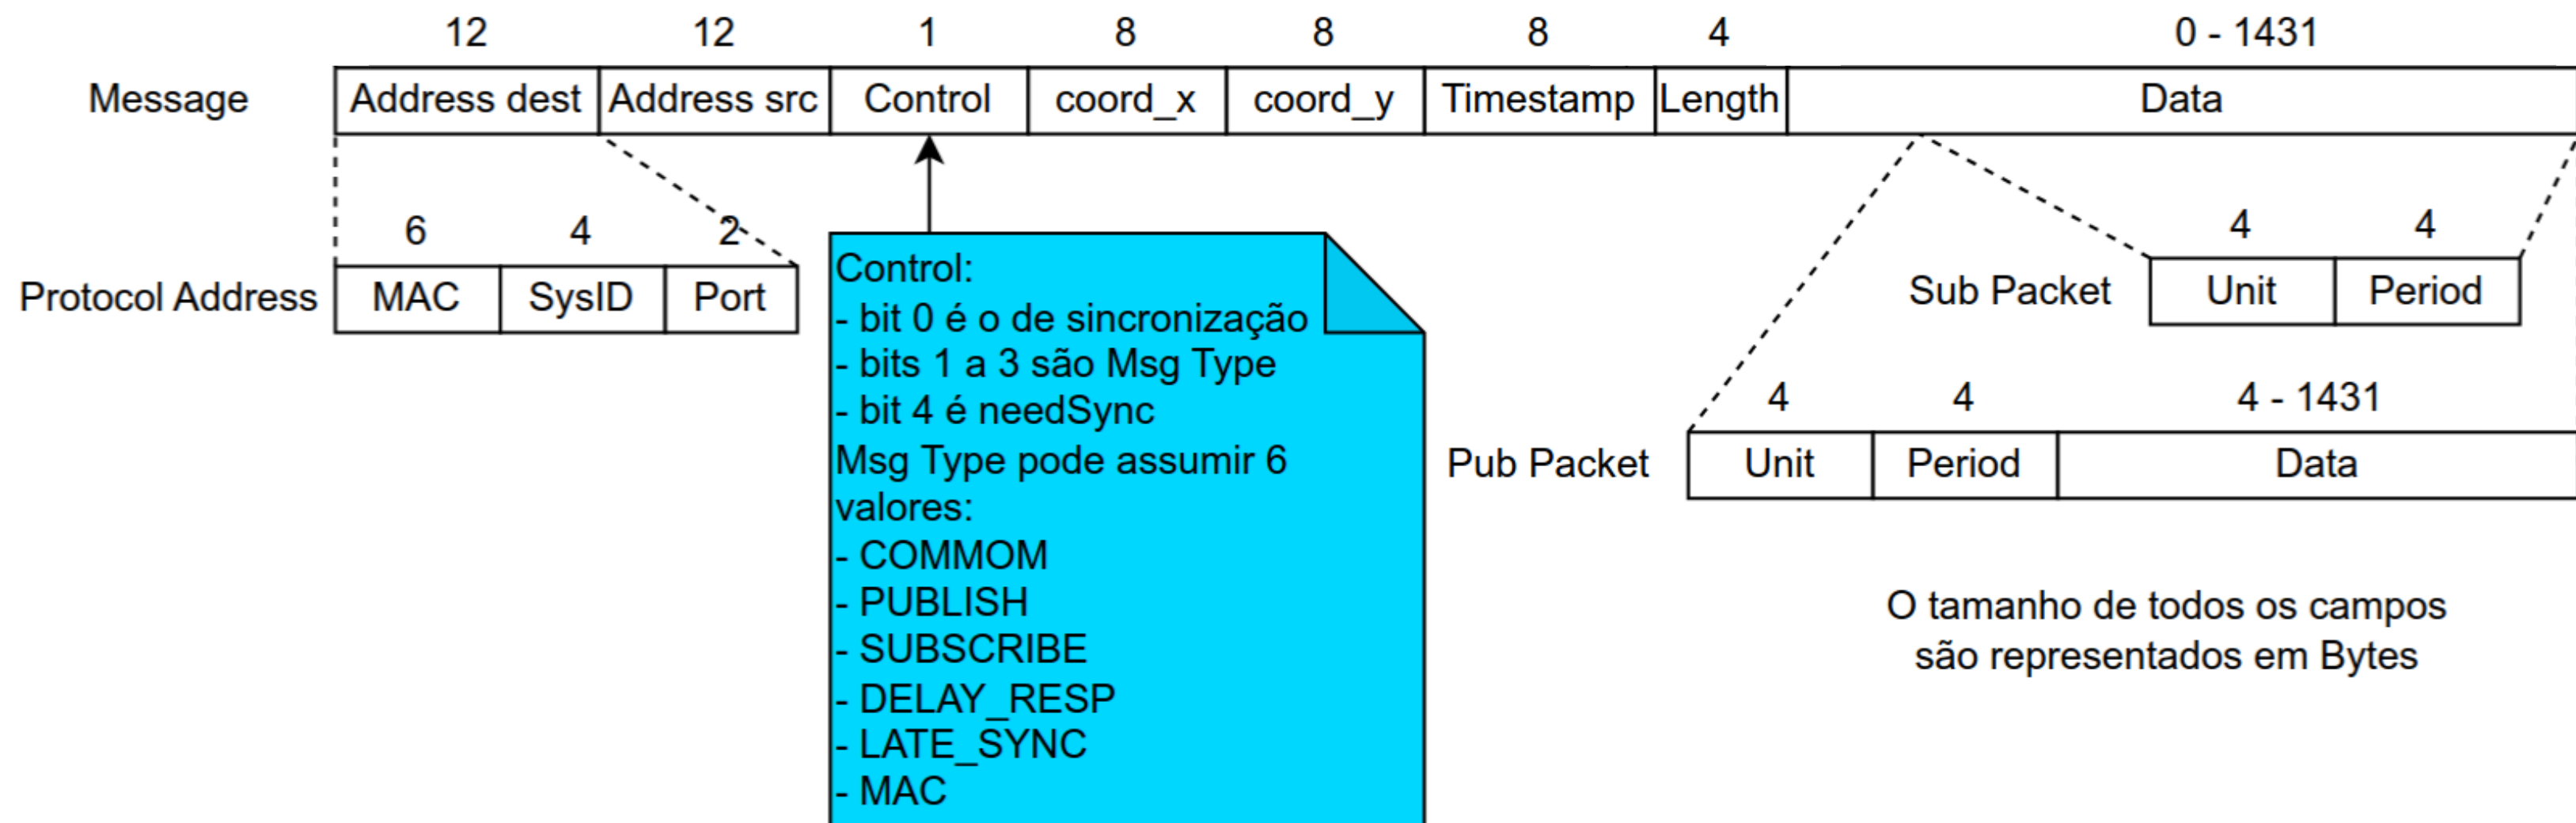 12 12 1 8 8 8 4 0 - 1431
Message Address dest Address src Control coord_x coord_y Timestamp Length Data
6 4 2
Protocol Address MAC SysID Port
Control:
- bit 0 é o de sincronização
- bits 1 a 3 são Msg Type
- bit 4 é needSync
Msg Type pode assumir 6
valores:
- COMMOM
- PUBLISH
- SUBSCRIBE
- DELAY_RESP
- LATE_SYNC
- MAC
4 4
Sub Packet Unit Period
4 4 4 - 1431
Pub Packet Unit Period Data
O tamanho de todos os campos
são representados em Bytes